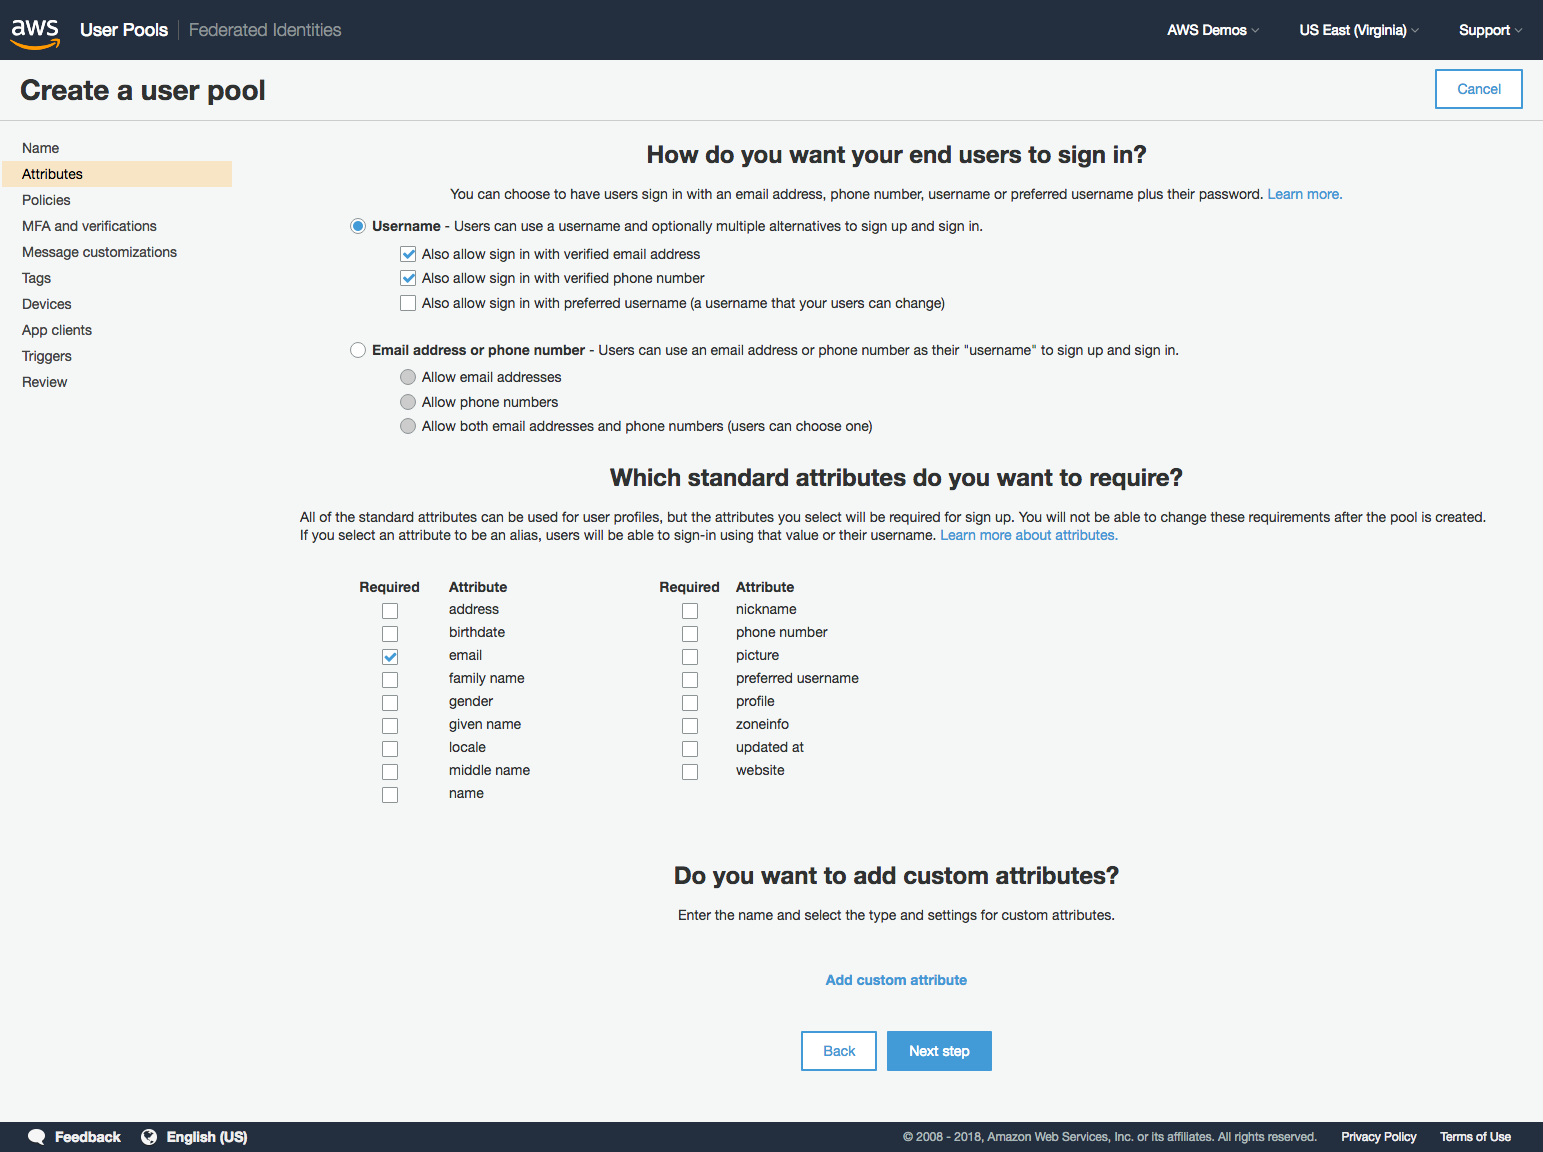 aws User Pools Federated Identities AWS Demos US East (Virginia) Support
Create a user pool Cancel
Name
Attributes
Policies
MFA and verifications
Message customizations
Tags
Devices
App clients
Triggers
Review
How do you want your end users to sign in?
You can choose to have users sign in with an email address, phone number, username or preferred username plus their password. Learn more.
Username - Users can use a username and optionally multiple alternatives to sign up and sign in.
Also allow sign in with verified email address
Also allow sign in with verified phone number
Also allow sign in with preferred username (a username that your users can change)
Email address or phone number - Users can use an email address or phone number as their "username" to sign up and sign in.
Allow email addresses
Allow phone numbers
Allow both email addresses and phone numbers (users can choose one)
Which standard attributes do you want to require?
All of the standard attributes can be used for user profiles, but the attributes you select will be required for sign up. You will not be able to change these requirements after the pool is created.
If you select an attribute to be an alias, users will be able to sign-in using that value or their username. Learn more about attributes.
Required Attribute Required Attribute
address nickname
birthdate phone number
email picture
family name preferred username
gender profile
given name zoneinfo
locale updated at
middle name website
name
Do you want to add custom attributes?
Enter the name and select the type and settings for custom attributes.
Add custom attribute
Back Next step
Feedback English (US) © 2008 - 2018, Amazon Web Services, Inc. or its affiliates. All rights reserved. Privacy Policy Terms of Use